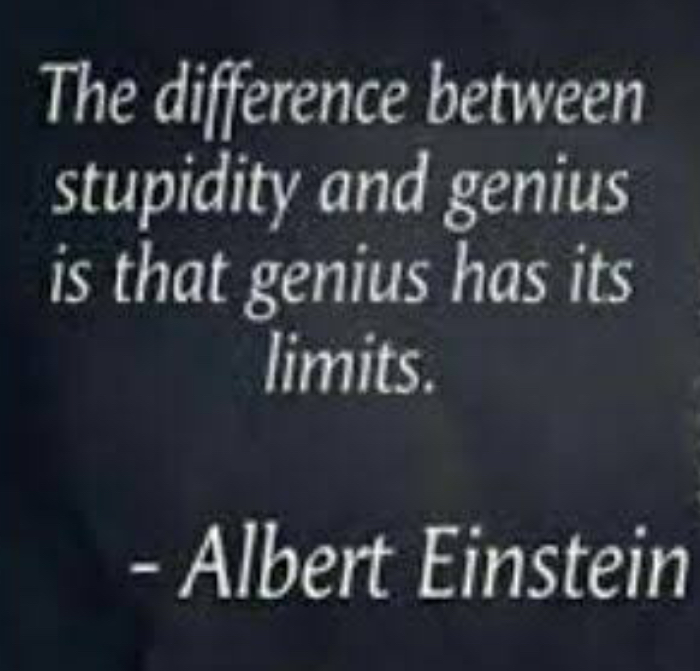 The difference between
stupidity and genius
is that genius has its
limits.
- Albert Einstein